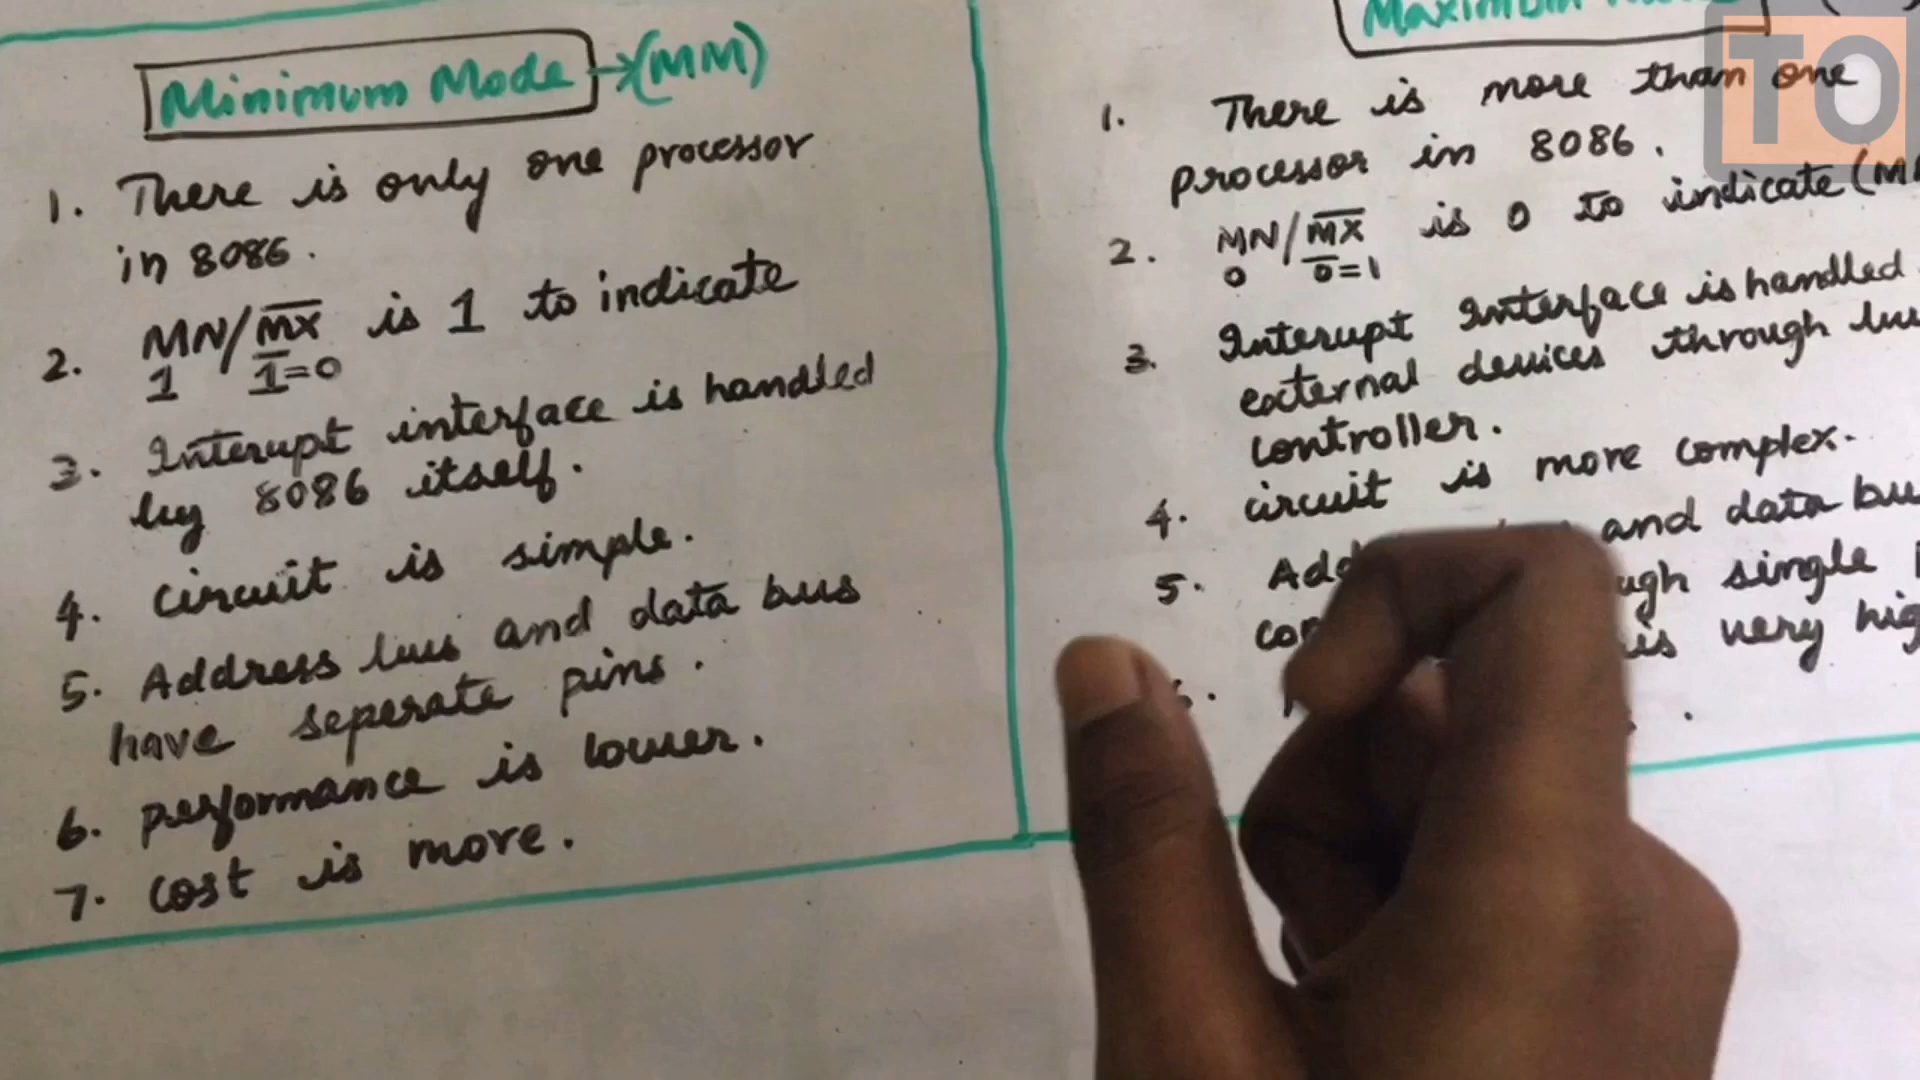 Minimum Mode →(MM)
1. There is only one processor
in 8086.
2. MN/M̅X̅ is 1 to indicate
1 1̅=0
3. Interupt interface is handled
by 8086 itself.
4. circuit is simple.
5. Address bus and data bus
have seperate pins.
6. performance is lower.
7. cost is more.
1. There is more than one
processor in 8086.
2. MN/M̅X̅ is 0 to indicate
0 0̅=1
3. Interupt Interface is handled
external devices through
controller.
4. circuit is more complex.
5. and data
single
is very
TO